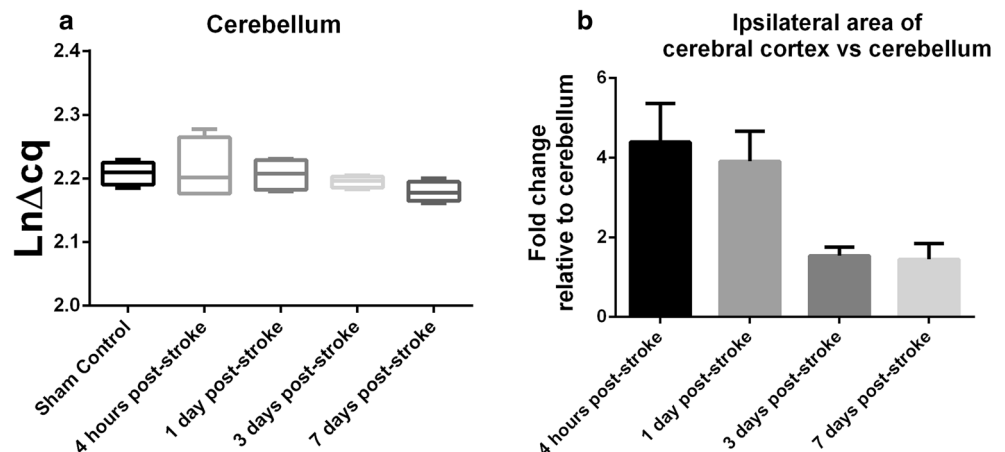 a
Cerebellum
LnΔcq
2.4
2.3
2.2
2.1
2.0
Sham Control
4 hours post-stroke
1 day post-stroke
3 days post-stroke
7 days post-stroke
b
Ipsilateral area of
cerebral cortex vs cerebellum
Fold change
relative to cerebellum
6
4
2
0
4 hours post-stroke
1 day post-stroke
3 days post-stroke
7 days post-stroke